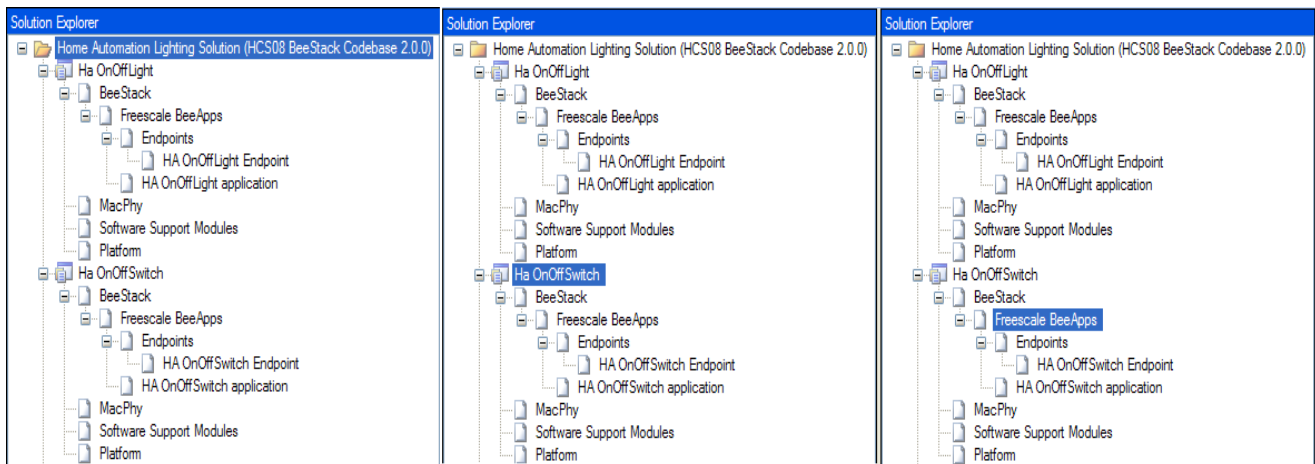 Solution Explorer
Home Automation Lighting Solution (HCS08 BeeStack Codebase 2.0.0)
Ha OnOffLight
BeeStack
Freescale BeeApps
Endpoints
HA OnOffLight Endpoint
HA OnOffLight application
MacPhy
Software Support Modules
Platform
Ha OnOffSwitch
BeeStack
Freescale BeeApps
Endpoints
HA OnOffSwitch Endpoint
HA OnOffSwitch application
MacPhy
Software Support Modules
Platform
Solution Explorer
Home Automation Lighting Solution (HCS08 BeeStack Codebase 2.0.0)
Ha OnOffLight
BeeStack
Freescale BeeApps
Endpoints
HA OnOffLight Endpoint
HA OnOffLight application
MacPhy
Software Support Modules
Platform
Ha OnOffSwitch
BeeStack
Freescale BeeApps
Endpoints
HA OnOffSwitch Endpoint
HA OnOffSwitch application
MacPhy
Software Support Modules
Platform
Solution Explorer
Home Automation Lighting Solution (HCS08 BeeStack Codebase 2.0.0)
Ha OnOffLight
BeeStack
Freescale BeeApps
Endpoints
HA OnOffLight Endpoint
HA OnOffLight application
MacPhy
Software Support Modules
Platform
Ha OnOffSwitch
BeeStack
Freescale BeeApps
Endpoints
HA OnOffSwitch Endpoint
HA OnOffSwitch application
MacPhy
Software Support Modules
Platform